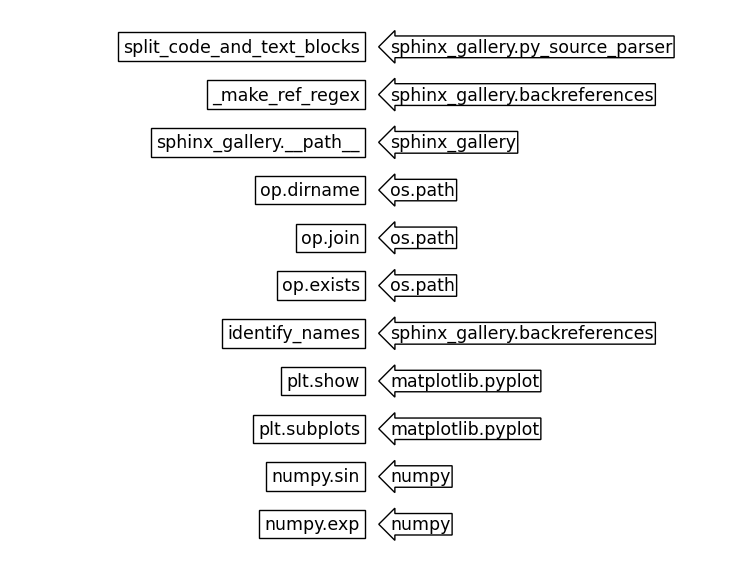 split_code_and_text_blocks sphinx_gallery.py_source_parser
_make_ref_regex sphinx_gallery.backreferences
sphinx_gallery.__path__ sphinx_gallery
op.dirname os.path
op.join os.path
op.exists os.path
identify_names sphinx_gallery.backreferences
plt.show matplotlib.pyplot
plt.subplots matplotlib.pyplot
numpy.sin numpy
numpy.exp numpy